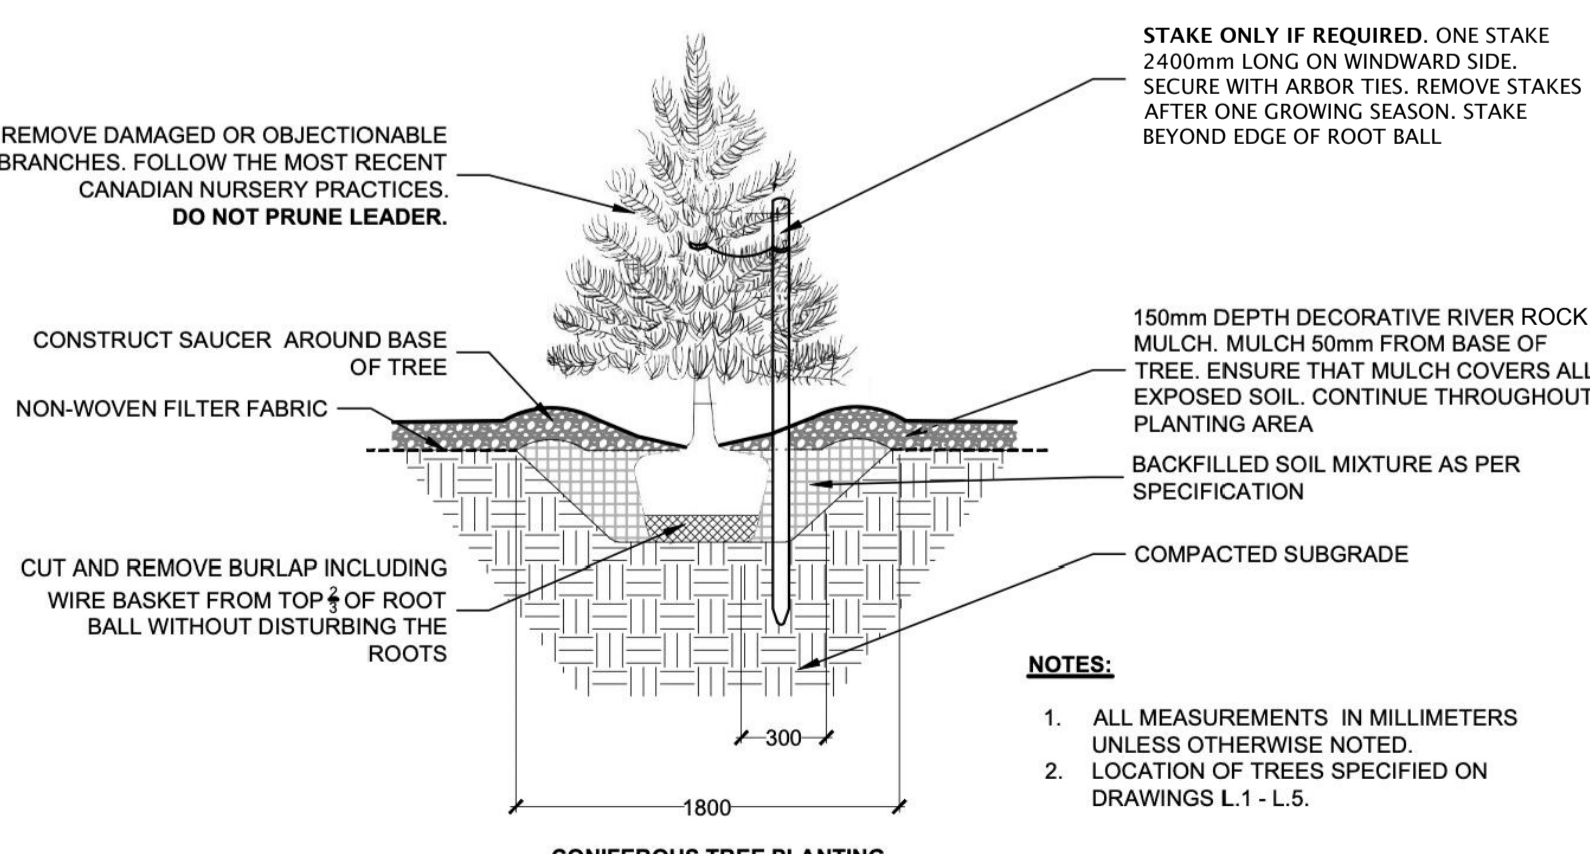 STAKE ONLY IF REQUIRED. ONE STAKE
2400mm LONG ON WINDWARD SIDE.
SECURE WITH ARBOR TIES. REMOVE STAKES
AFTER ONE GROWING SEASON. STAKE
BEYOND EDGE OF ROOT BALL
REMOVE DAMAGED OR OBJECTIONABLE
BRANCHES. FOLLOW THE MOST RECENT
CANADIAN NURSERY PRACTICES.
DO NOT PRUNE LEADER.
CONSTRUCT SAUCER AROUND BASE
OF TREE
NON-WOVEN FILTER FABRIC
150mm DEPTH DECORATIVE RIVER ROCK
MULCH. MULCH 50mm FROM BASE OF
TREE. ENSURE THAT MULCH COVERS ALL
EXPOSED SOIL. CONTINUE THROUGHOUT
PLANTING AREA
BACKFILLED SOIL MIXTURE AS PER
SPECIFICATION
COMPACTED SUBGRADE
CUT AND REMOVE BURLAP INCLUDING
WIRE BASKET FROM TOP 2/3 OF ROOT
BALL WITHOUT DISTURBING THE
ROOTS
NOTES:
1. ALL MEASUREMENTS IN MILLIMETERS
UNLESS OTHERWISE NOTED.
2. LOCATION OF TREES SPECIFIED ON
DRAWINGS L.1 - L.5.
300
1800
CONIFEROUS TREE PLANTING